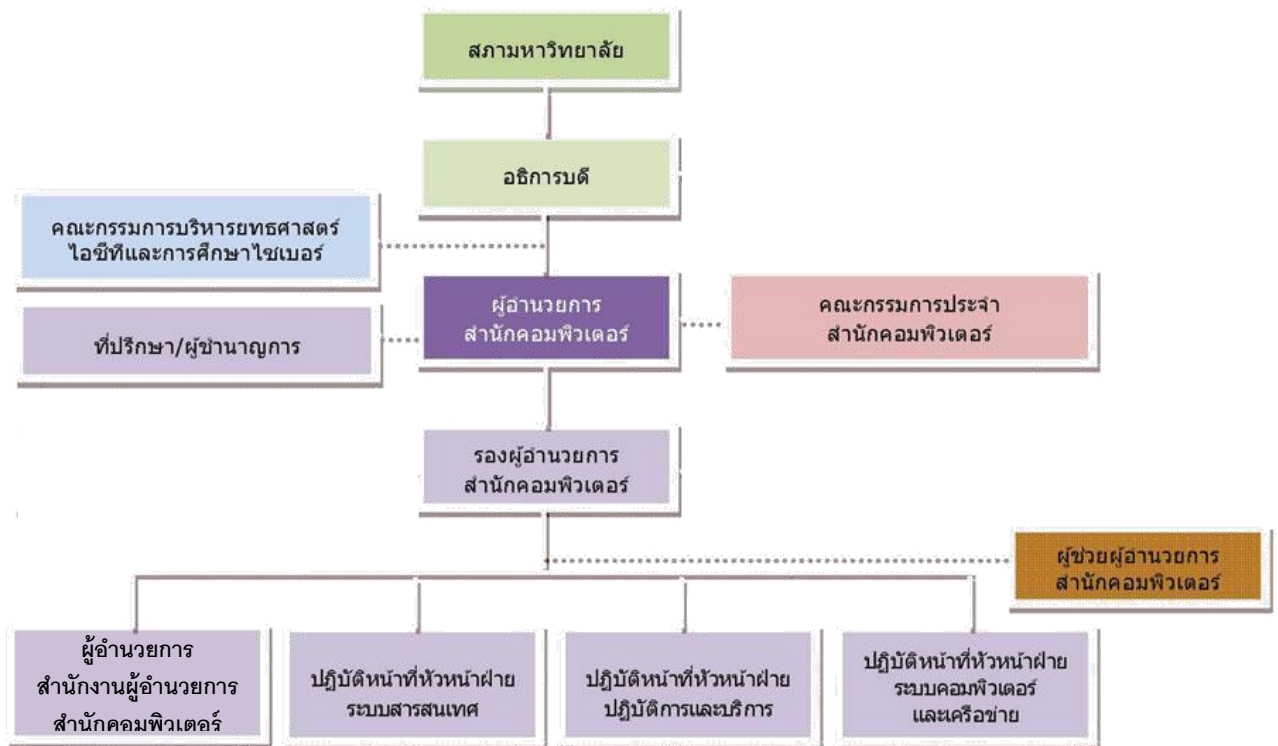 สภามหาวิทยาลัย
อธิการบดี
คณะกรรมการบริหารยทธศาสตร์
ไอซีทีและการศึกษาไซเบอร์
ผู้อำนวยการ
สำนักคอมพิวเตอร์
คณะกรรมการประจำ
สำนักคอมพิวเตอร์
ที่ปรึกษา/ผู้ชำนาญการ
รองผู้อำนวยการ
สำนักคอมพิวเตอร์
ผู้ช่วยผู้อำนวยการ
สำนักคอมพิวเตอร์
ผู้อำนวยการ
สำนักงานผู้อำนวยการ
สำนักคอมพิวเตอร์
ปฏิบัติหน้าที่หัวหน้าฝ่าย
ระบบสารสนเทศ
ปฏิบัติหน้าที่หัวหน้าฝ่าย
ปฏิบัติการและบริการ
ปฏิบัติหน้าที่หัวหน้าฝ่าย
ระบบคอมพิวเตอร์
และเครือข่าย